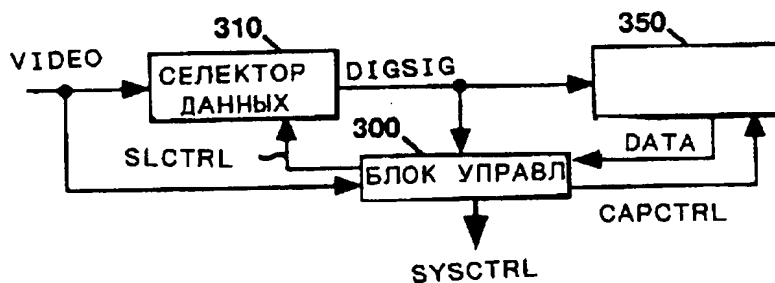 310
350
VIDEO
СЕЛЕКТОР
ДАННЫХ
DIGSIG
300
DATA
SLCTRL
БЛОК УПРАВЛ
CAPCTRL
SYSCTRL